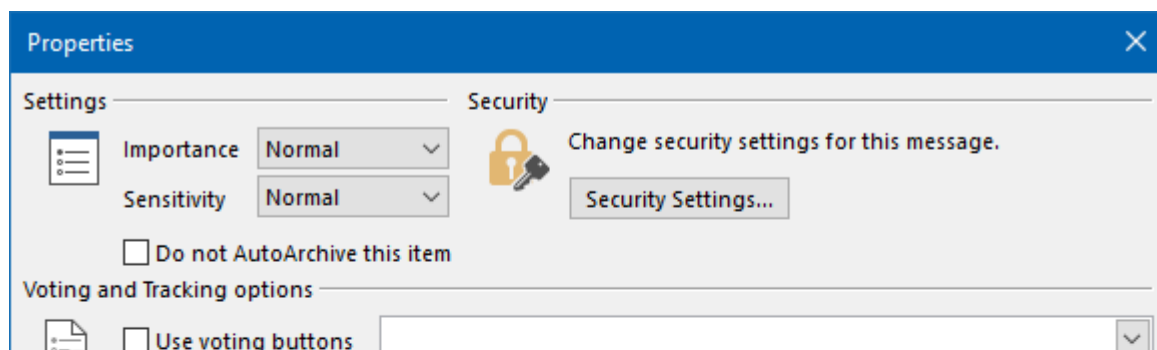 Properties
Settings
Security
Importance Normal
Change security settings for this message.
Sensitivity Normal
Security Settings...
Do not AutoArchive this item
Voting and Tracking options
Use voting buttons